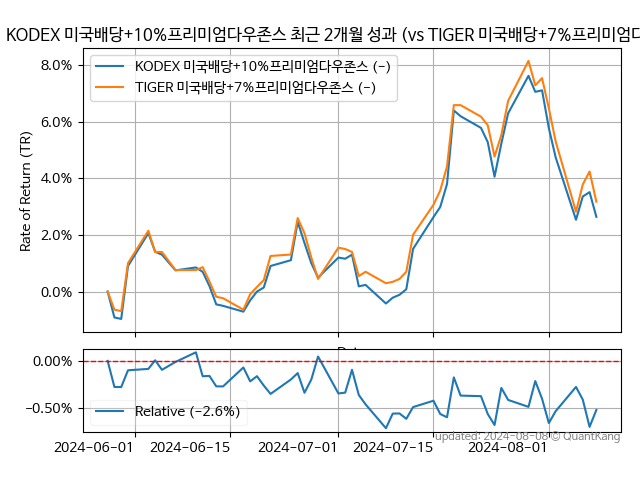 KODEX 미국배당+10%프리미엄다우존스 최근 2개월 성과 (vs TIGER 미국배당+7%프리미엄다
8.0%
6.0%
4.0%
2.0%
0.0%
Rate of Return (TR)
KODEX 미국배당+10%프리미엄다우존스 (-)
TIGER 미국배당+7%프리미엄다우존스 (-)
0.00%
-0.50%
Relative (-2.6%)
updated: 2024-08-08 © QuantKang
2024-06-01
2024-06-15
2024-07-01
2024-07-15
2024-08-01